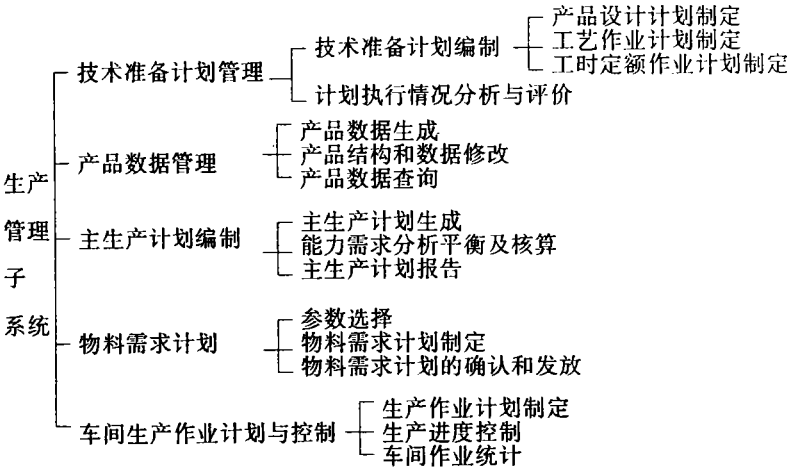 生产管理子系统
技术准备计划管理
技术准备计划编制
产品设计计划制定
工艺作业计划制定
工时定额作业计划制定
计划执行情况分析与评价
产品数据管理
产品数据生成
产品结构和数据修改
产品数据查询
主生产计划编制
主生产计划生成
能力需求分析平衡及核算
主生产计划报告
物料需求计划
参数选择
物料需求计划制定
物料需求计划的确认和发放
车间生产作业计划与控制
生产作业计划制定
生产进度控制
车间作业统计